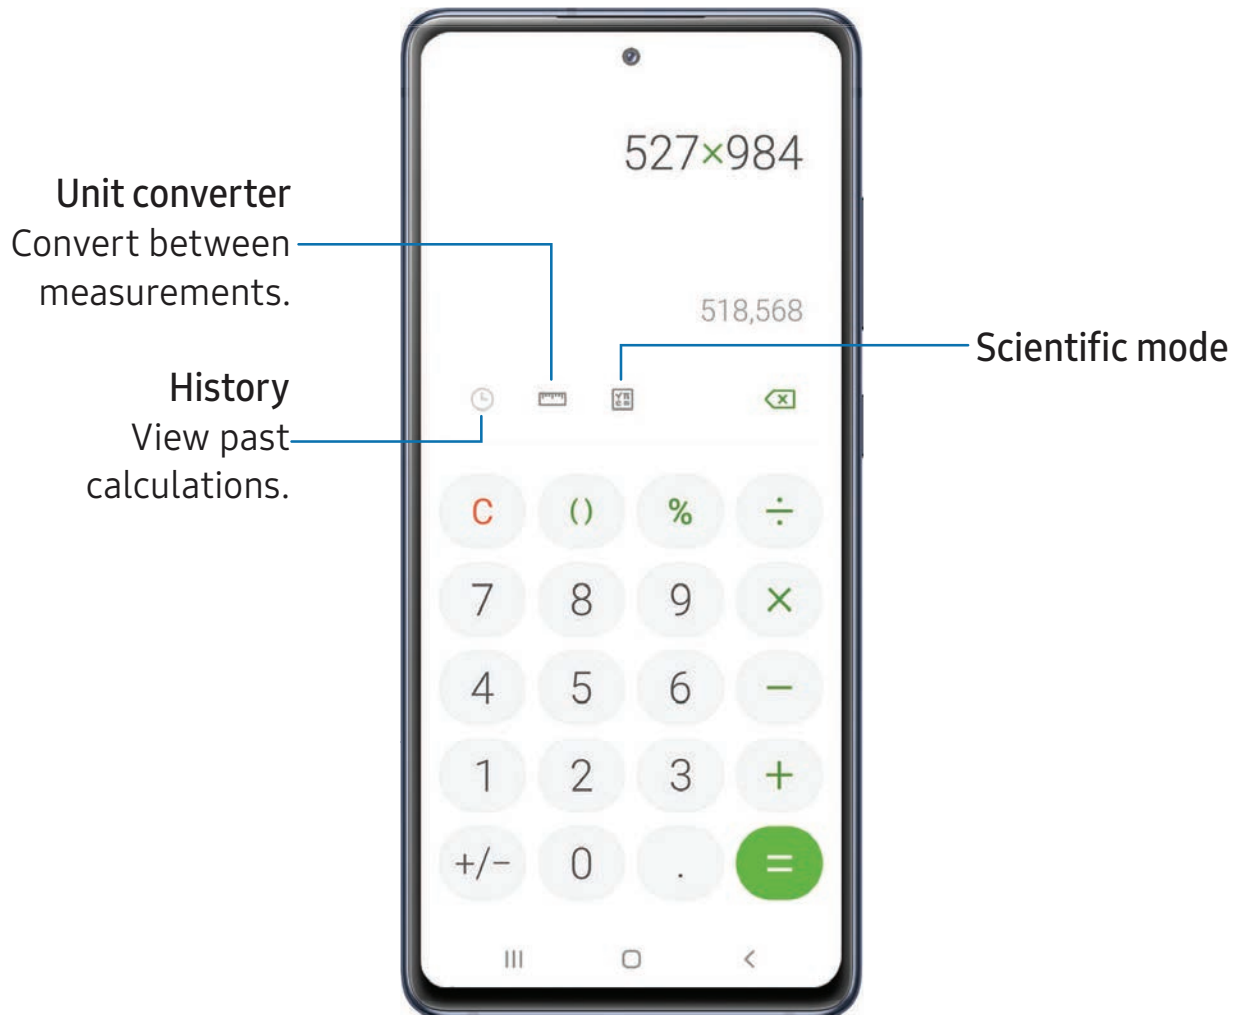 527×984
Unit converter
Convert between
measurements.
518,568
Scientific mode
History
View past
calculations.
C () % ÷
7 8 9 ×
4 5 6 −
1 2 3 +
+/− 0 . =